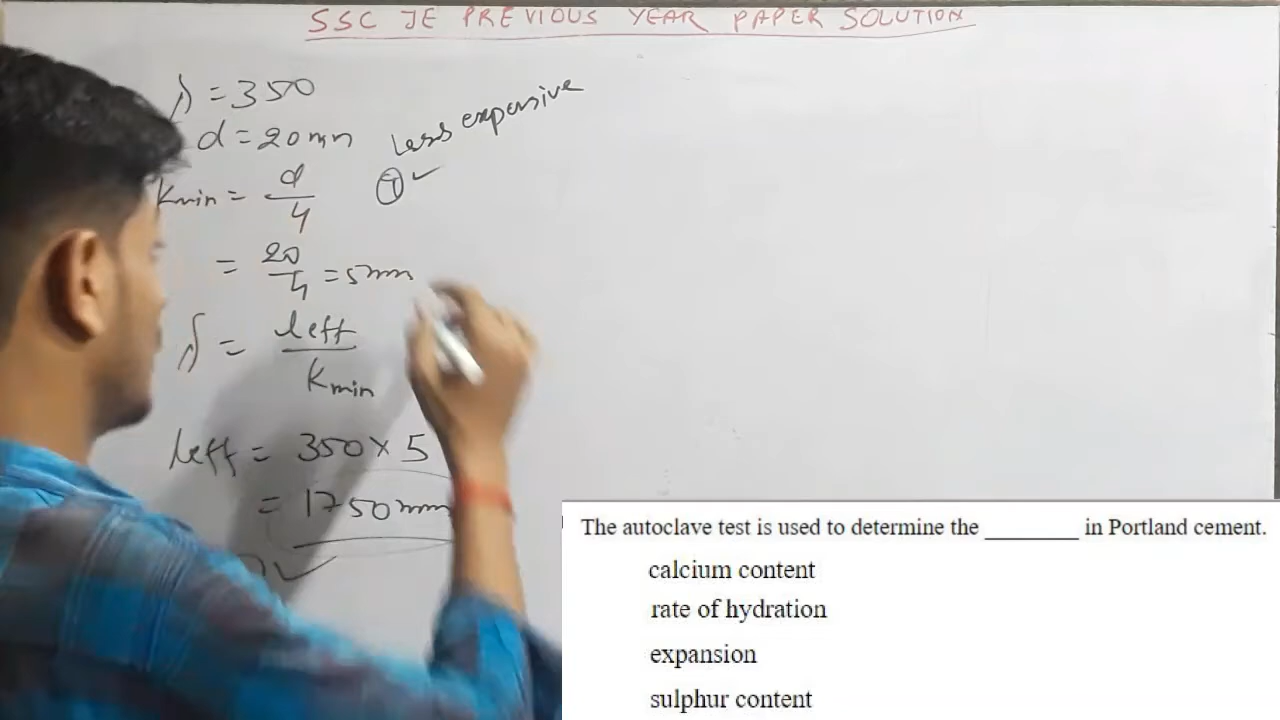 SSC JE PREVIOUS YEAR PAPER SOLUTION
λ = 350
d = 20mm
Less expensive
Kmin = d/4
T ✓
= 20/4 = 5mm
λ = leff/Kmin
leff = 350 × 5
= 1750mm
The autoclave test is used to determine the ________ in Portland cement.
calcium content
rate of hydration
expansion
sulphur content